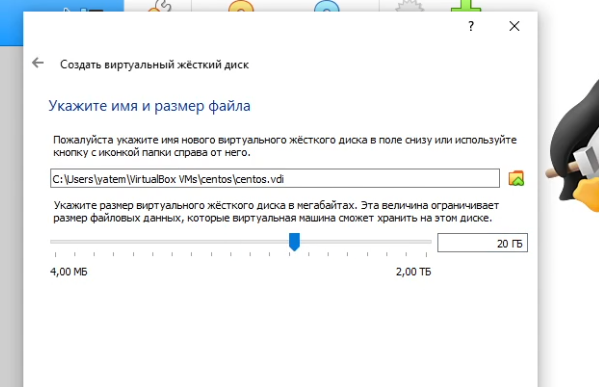 ?
Создать виртуальный жёсткий диск
Укажите имя и размер файла
Пожалуйста укажите имя нового виртуального жёсткого диска в поле снизу или используйте
кнопку с иконкой папки справа от него.
C:\Users\yatem\VirtualBox VMs\centos\centos.vdi
Укажите размер виртуального жёсткого диска в мегабайтах. Эта величина ограничивает
размер файловых данных, которые виртуальная машина сможет хранить на этом диске.
20 ГБ
4,00 МБ 2,00 ТБ